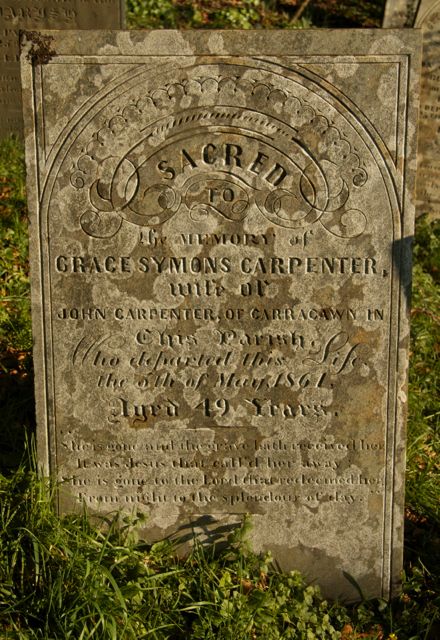 SACRED
TO
the MEMORY of
GRACE SYMONS CARPENTER,
wife of
JOHN CARPENTER, OF CARRAGAWN IN
this Parish.
Who departed this Life
the 5th of May, 1861.
Aged 49 Years.
She is gone and the grave hath received her
It was Jesus that call'd her away;
She is gone to the Lord that redeemed her
From night to the splendour of day."